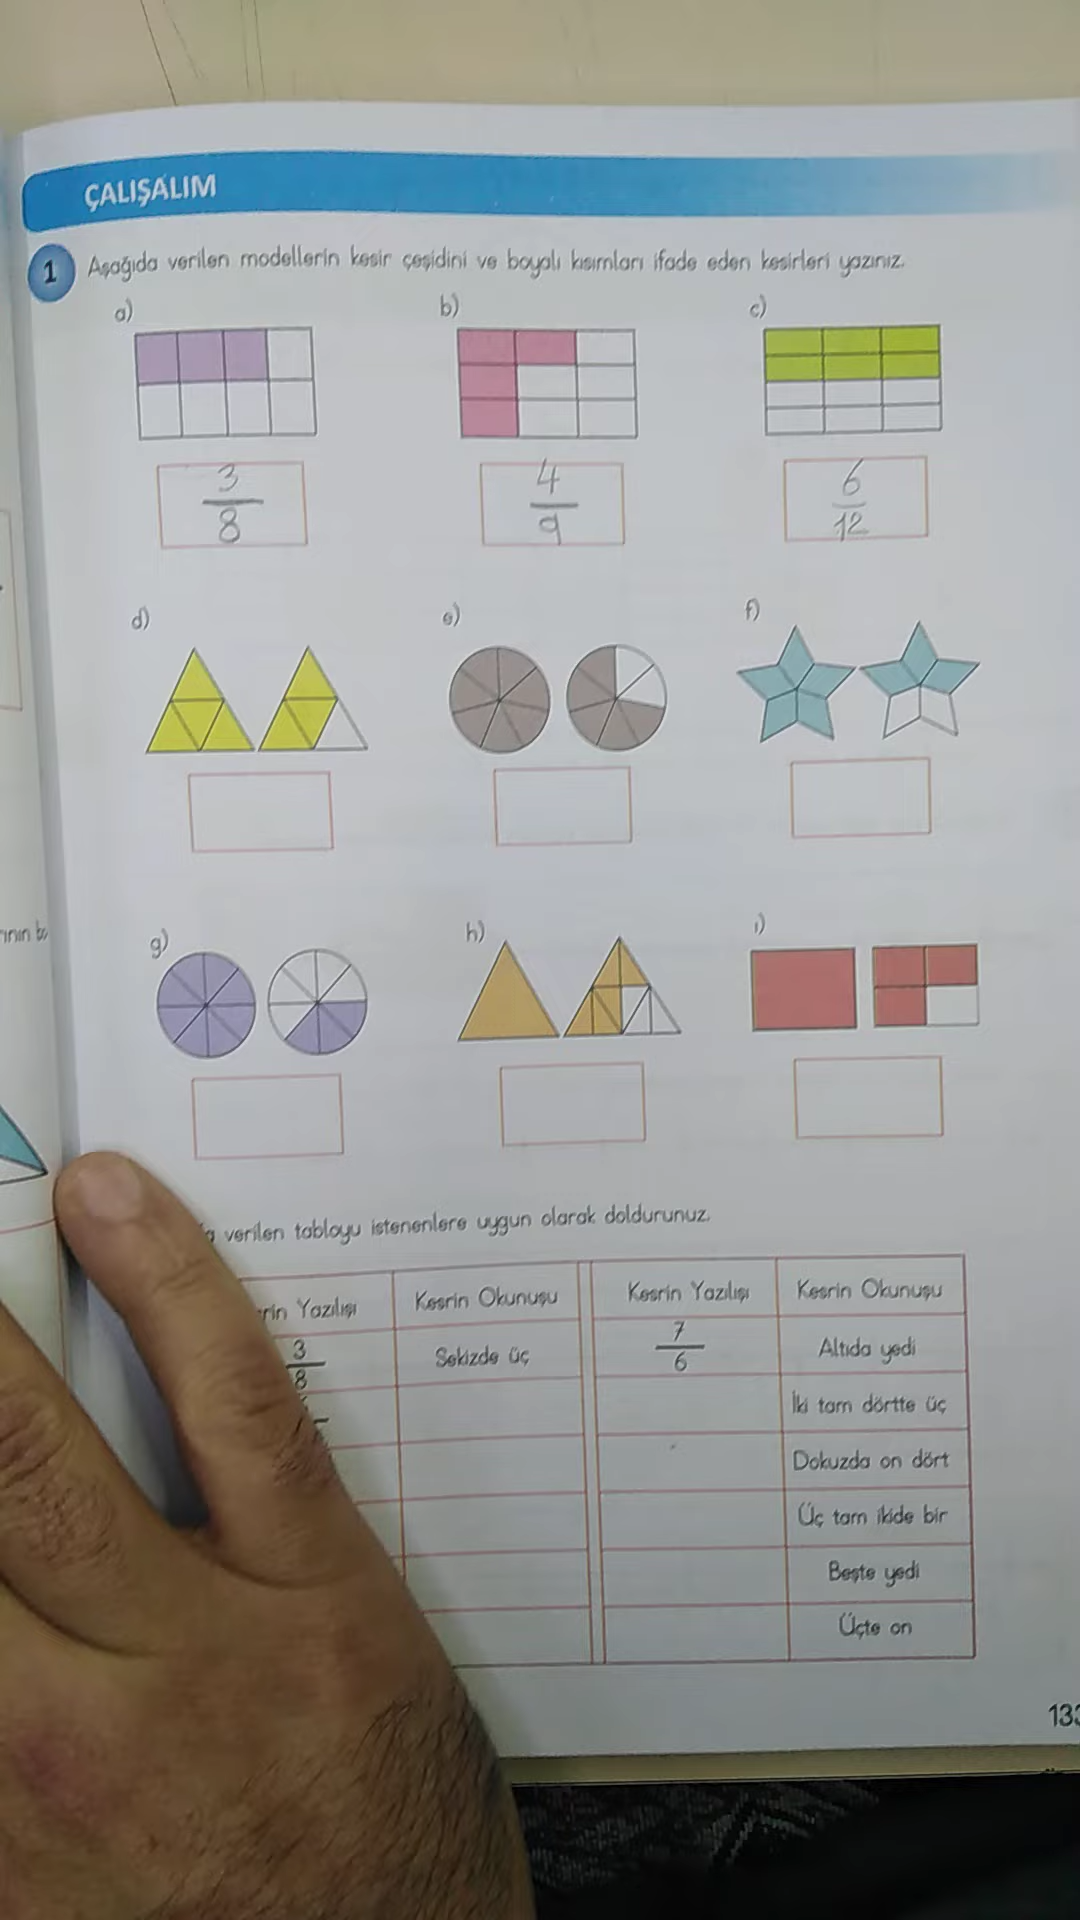 ÇALIŞALIM
1 Aşağıda verilen modellerin kesir çeşidini ve boyalı kısımları ifade eden kesirleri yazınız.
a) b) c)
3/8 4/9 6/12
d) e) f)
g) h) ı)
verilen tabloyu istenenlere uygun olarak doldurunuz.
Yazılışı Kesrin Okunuşu Kesrin Yazılışı Kesrin Okunuşu
3/8 Sekizde üç 7/6 Altıda yedi
İki tam dörtte üç
Dokuzda on dört
Üç tam ikide bir
Beşte yedi
Üçte on